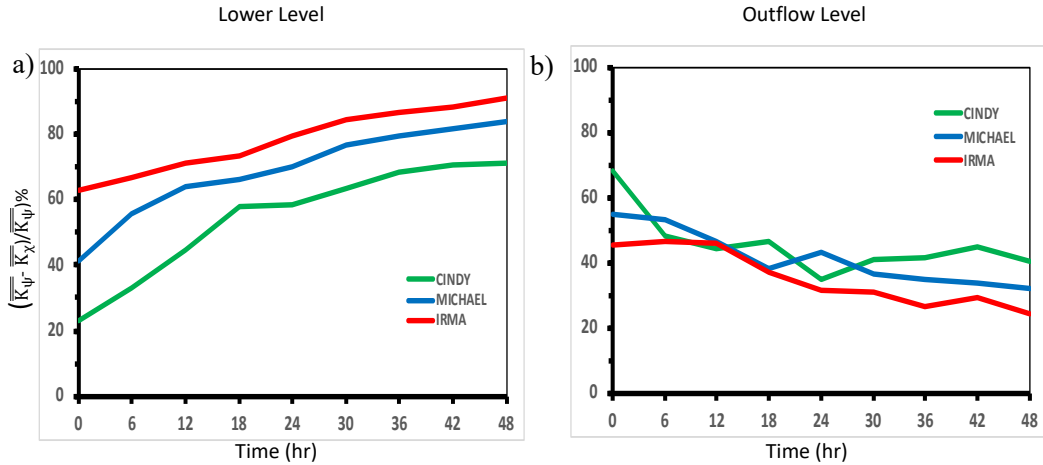 Lower Level
Outflow Level
a)
b)
(K̿ψ- K̿χ)/K̿ψ)%
100
80
60
40
20
0
0 6 12 18 24 30 36 42 48
Time (hr)
CINDY
MICHAEL
IRMA
100
80
60
40
20
0
0 6 12 18 24 30 36 42 48
Time (hr)
CINDY
MICHAEL
IRMA